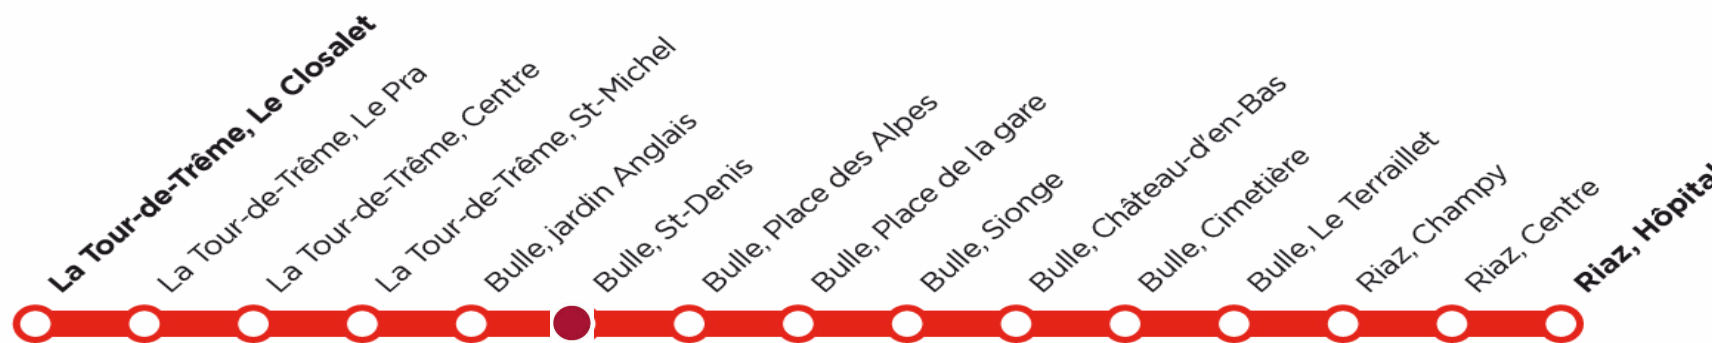 La Tour-de-Trême, Le Closalet
La Tour-de-Trême, Le Pra
La Tour-de-Trême, Centre
La Tour-de-Trême, St-Michel
Bulle, jardin Anglais
Bulle, St-Denis
Bulle, Place des Alpes
Bulle, Place de la gare
Bulle, Sionge
Bulle, Château-d'en-Bas
Bulle, Cimetière
Bulle, Le Terraillet
Riaz, Champy
Riaz, Centre
Riaz, Hôpital